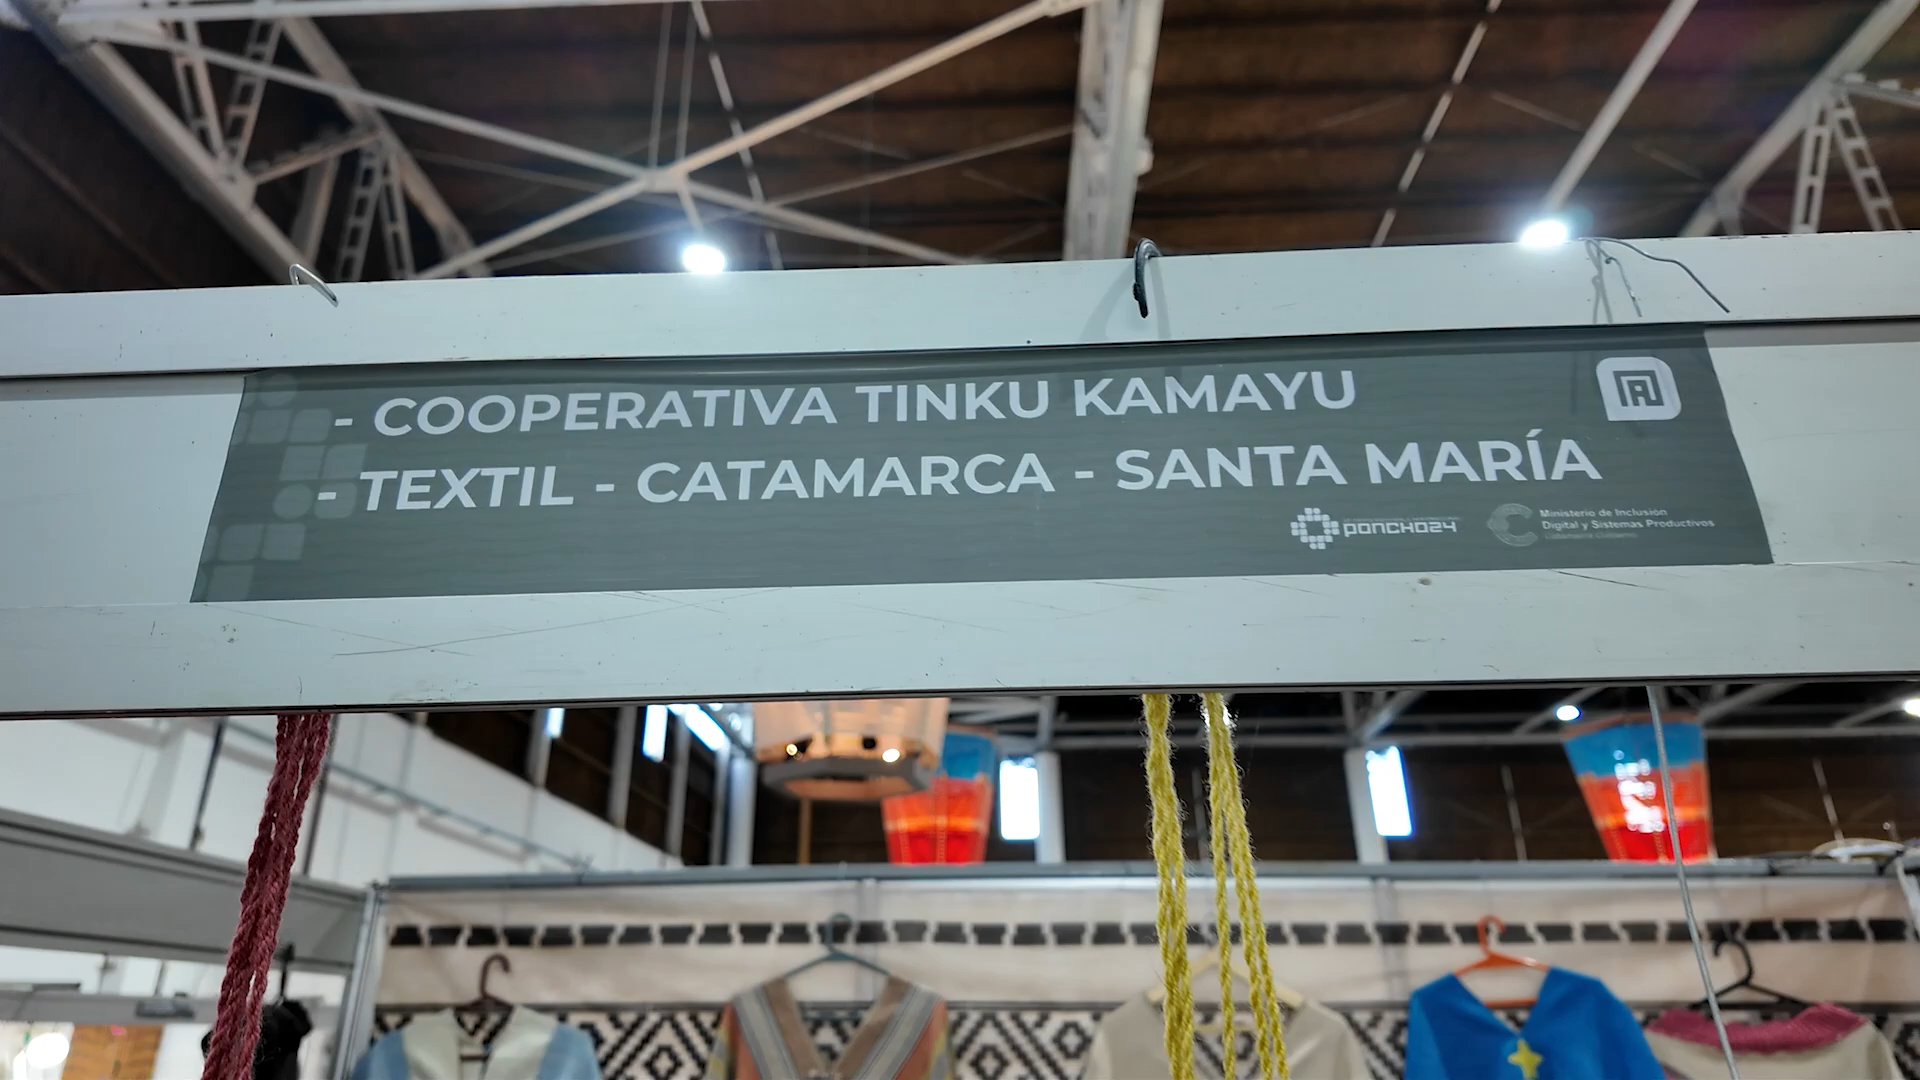 - COOPERATIVA TINKU KAMAYU
- TEXTIL - CATAMARCA - SANTA MARÍA
PONCHO24
Ministerio de Inclusión
Digital y Sistemas Productivos